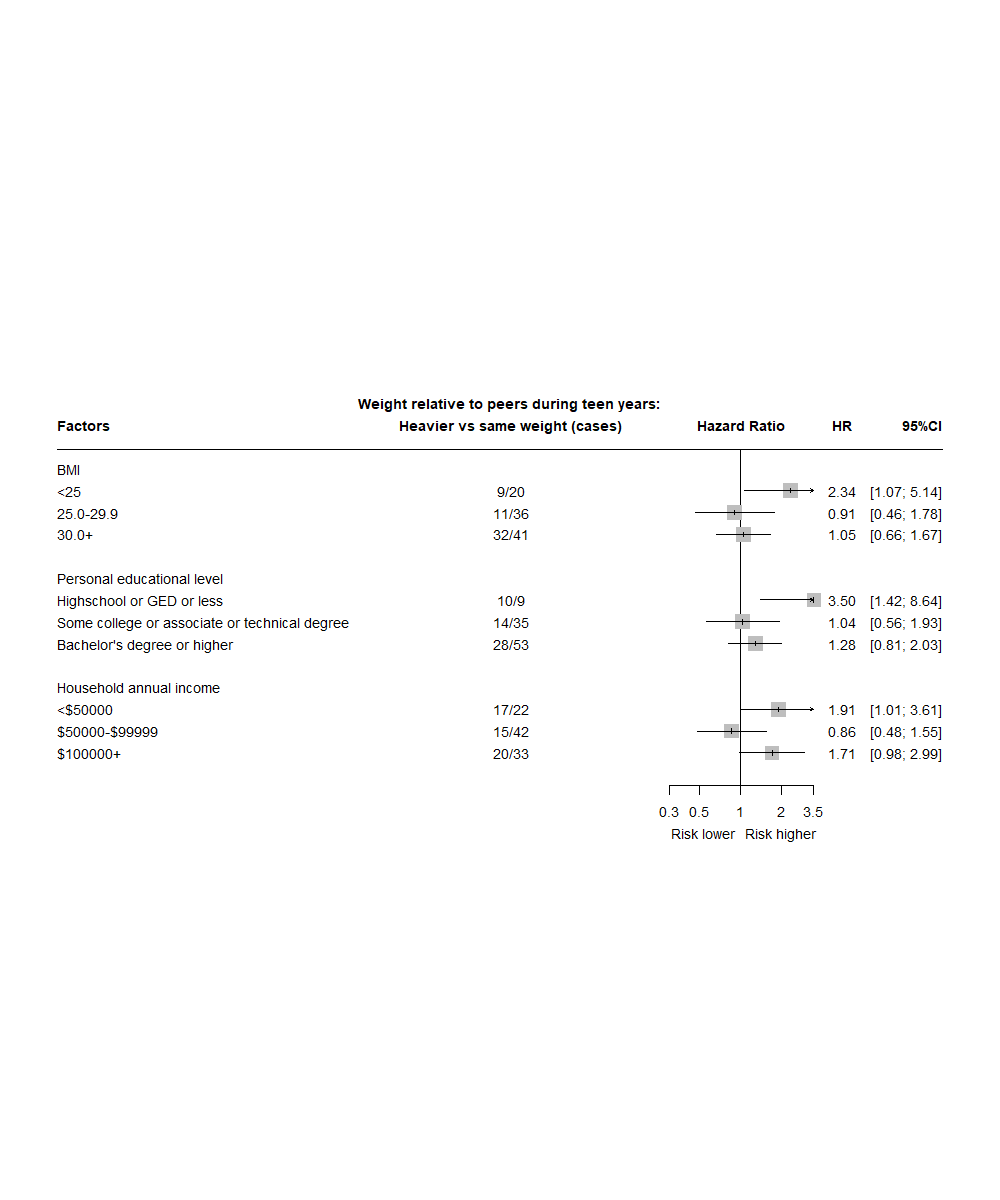 Weight relative to peers during teen years:
Factors Heavier vs same weight (cases) Hazard Ratio HR 95%CI
BMI
<25 9/20 2.34 [1.07; 5.14]
25.0-29.9 11/36 0.91 [0.46; 1.78]
30.0+ 32/41 1.05 [0.66; 1.67]
Personal educational level
Highschool or GED or less 10/9 3.50 [1.42; 8.64]
Some college or associate or technical degree 14/35 1.04 [0.56; 1.93]
Bachelor's degree or higher 28/53 1.28 [0.81; 2.03]
Household annual income
<$50000 17/22 1.91 [1.01; 3.61]
$50000-$99999 15/42 0.86 [0.48; 1.55]
$100000+ 20/33 1.71 [0.98; 2.99]
0.3 0.5 1 2 3.5
Risk lower Risk higher